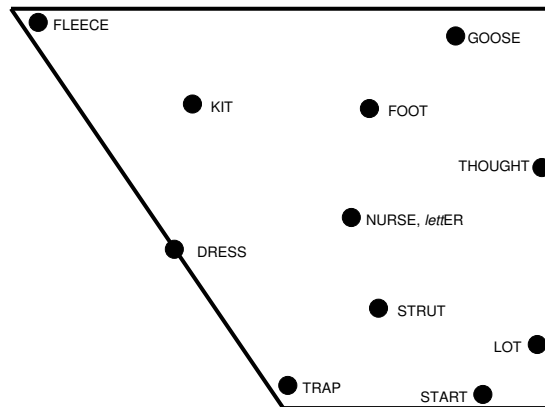 FLEECE
GOOSE
KIT
FOOT
THOUGHT
NURSE, lettER
DRESS
STRUT
LOT
TRAP
START